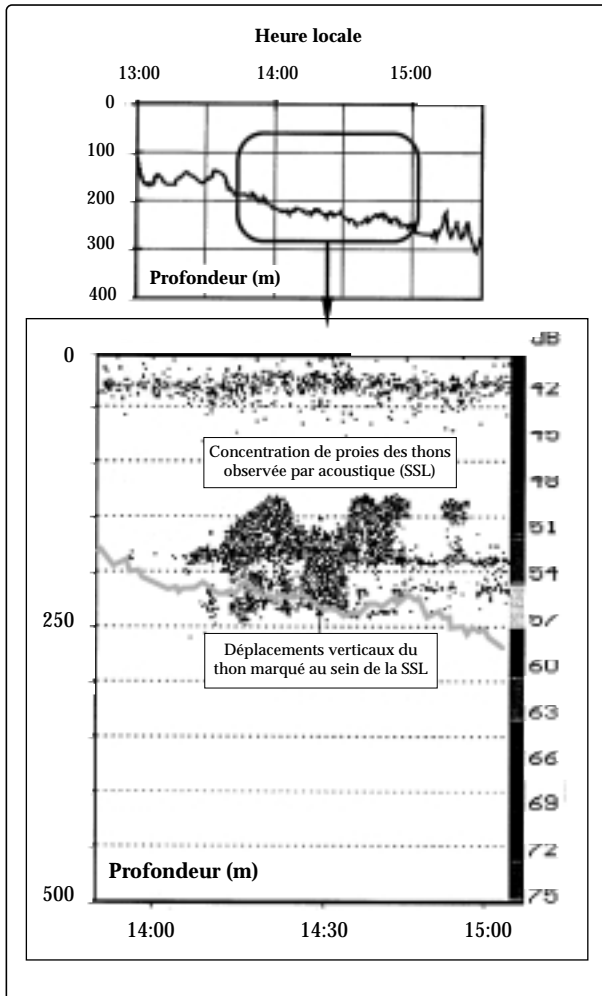 Heure locale
13:00 14:00 15:00
0
100
200
300
400
Profondeur (m)
dB
0
42
45
48
51
54
57
60
63
66
69
72
75
Concentration de proies des thons
observée par acoustique (SSL)
250
Déplacements verticaux du
thon marqué au sein de la SSL
Profondeur (m)
500
14:00 14:30 15:00